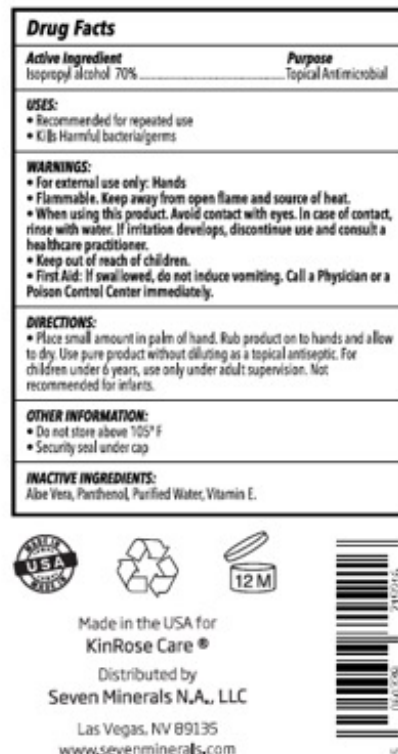 Drug Facts
Active Ingredient Purpose
Isopropyl alcohol 70% ........ Topical Antimicrobial
USES:
• Recommended for repeated use
• Kills Harmful bacteria/germs
WARNINGS:
• For external use only: Hands
• Flammable. Keep away from open flame and source of heat.
• When using this product. Avoid contact with eyes. In case of contact,
rinse with water. If irritation develops, discontinue use and consult a
healthcare practitioner.
• Keep out of reach of children.
• First Aid: If swallowed, do not induce vomiting. Call a Physician or a
Poison Control Center immediately.
DIRECTIONS:
• Place small amount in palm of hand. Rub product on to hands and allow
to dry. Use pure product without diluting as a topical antiseptic. For
children under 6 years, use only under adult supervision. Not
recommended for infants.
OTHER INFORMATION:
• Do not store above 105° F
• Security seal under cap
INACTIVE INGREDIENTS:
Aloe Vera, Panthenol, Purified Water, Vitamin E.
MADE IN
USA
MADE IN
12 M
Made in the USA for
KinRose Care ®
Distributed by
Seven Minerals N.A., LLC
Las Vegas, NV 89135
www.sevenminerals.com